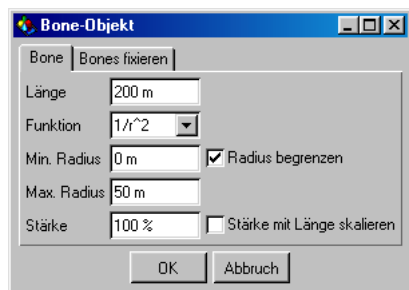 Bone-Objekt
Bone Bones fixieren
Länge 200 m
Funktion 1/r^2
Min. Radius 0 m Radius begrenzen
Max. Radius 50 m
Stärke 100 % Stärke mit Länge skalieren
OK Abbruch